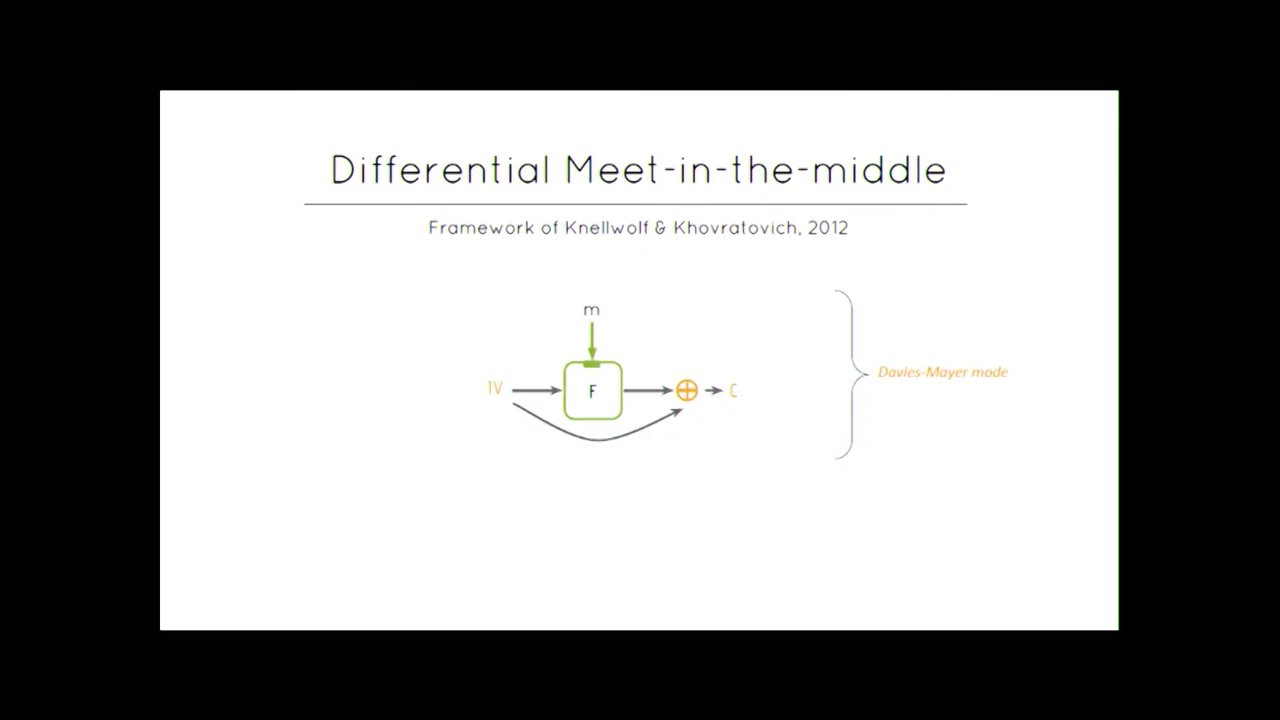 Differential Meet-in-the-middle
Framework of Knellwolf & Khovratovich, 2012
m
IV
F
C
Davies-Mayer mode